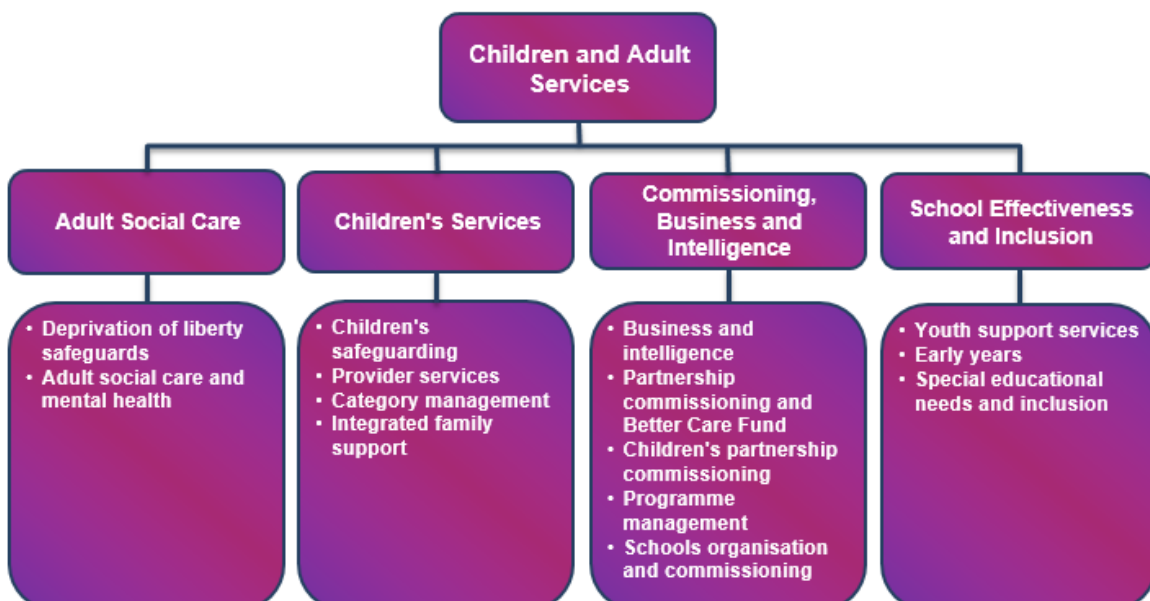 Children and Adult
Services
Adult Social Care
Children's Services
Commissioning,
Business and
Intelligence
School Effectiveness
and Inclusion
• Deprivation of liberty
safeguards
• Adult social care and
mental health
• Children's
safeguarding
• Provider services
• Category management
• Integrated family
support
• Business and
intelligence
• Partnership
commissioning and
Better Care Fund
• Children's partnership
commissioning
• Programme
management
• Schools organisation
and commissioning
• Youth support services
• Early years
• Special educational
needs and inclusion